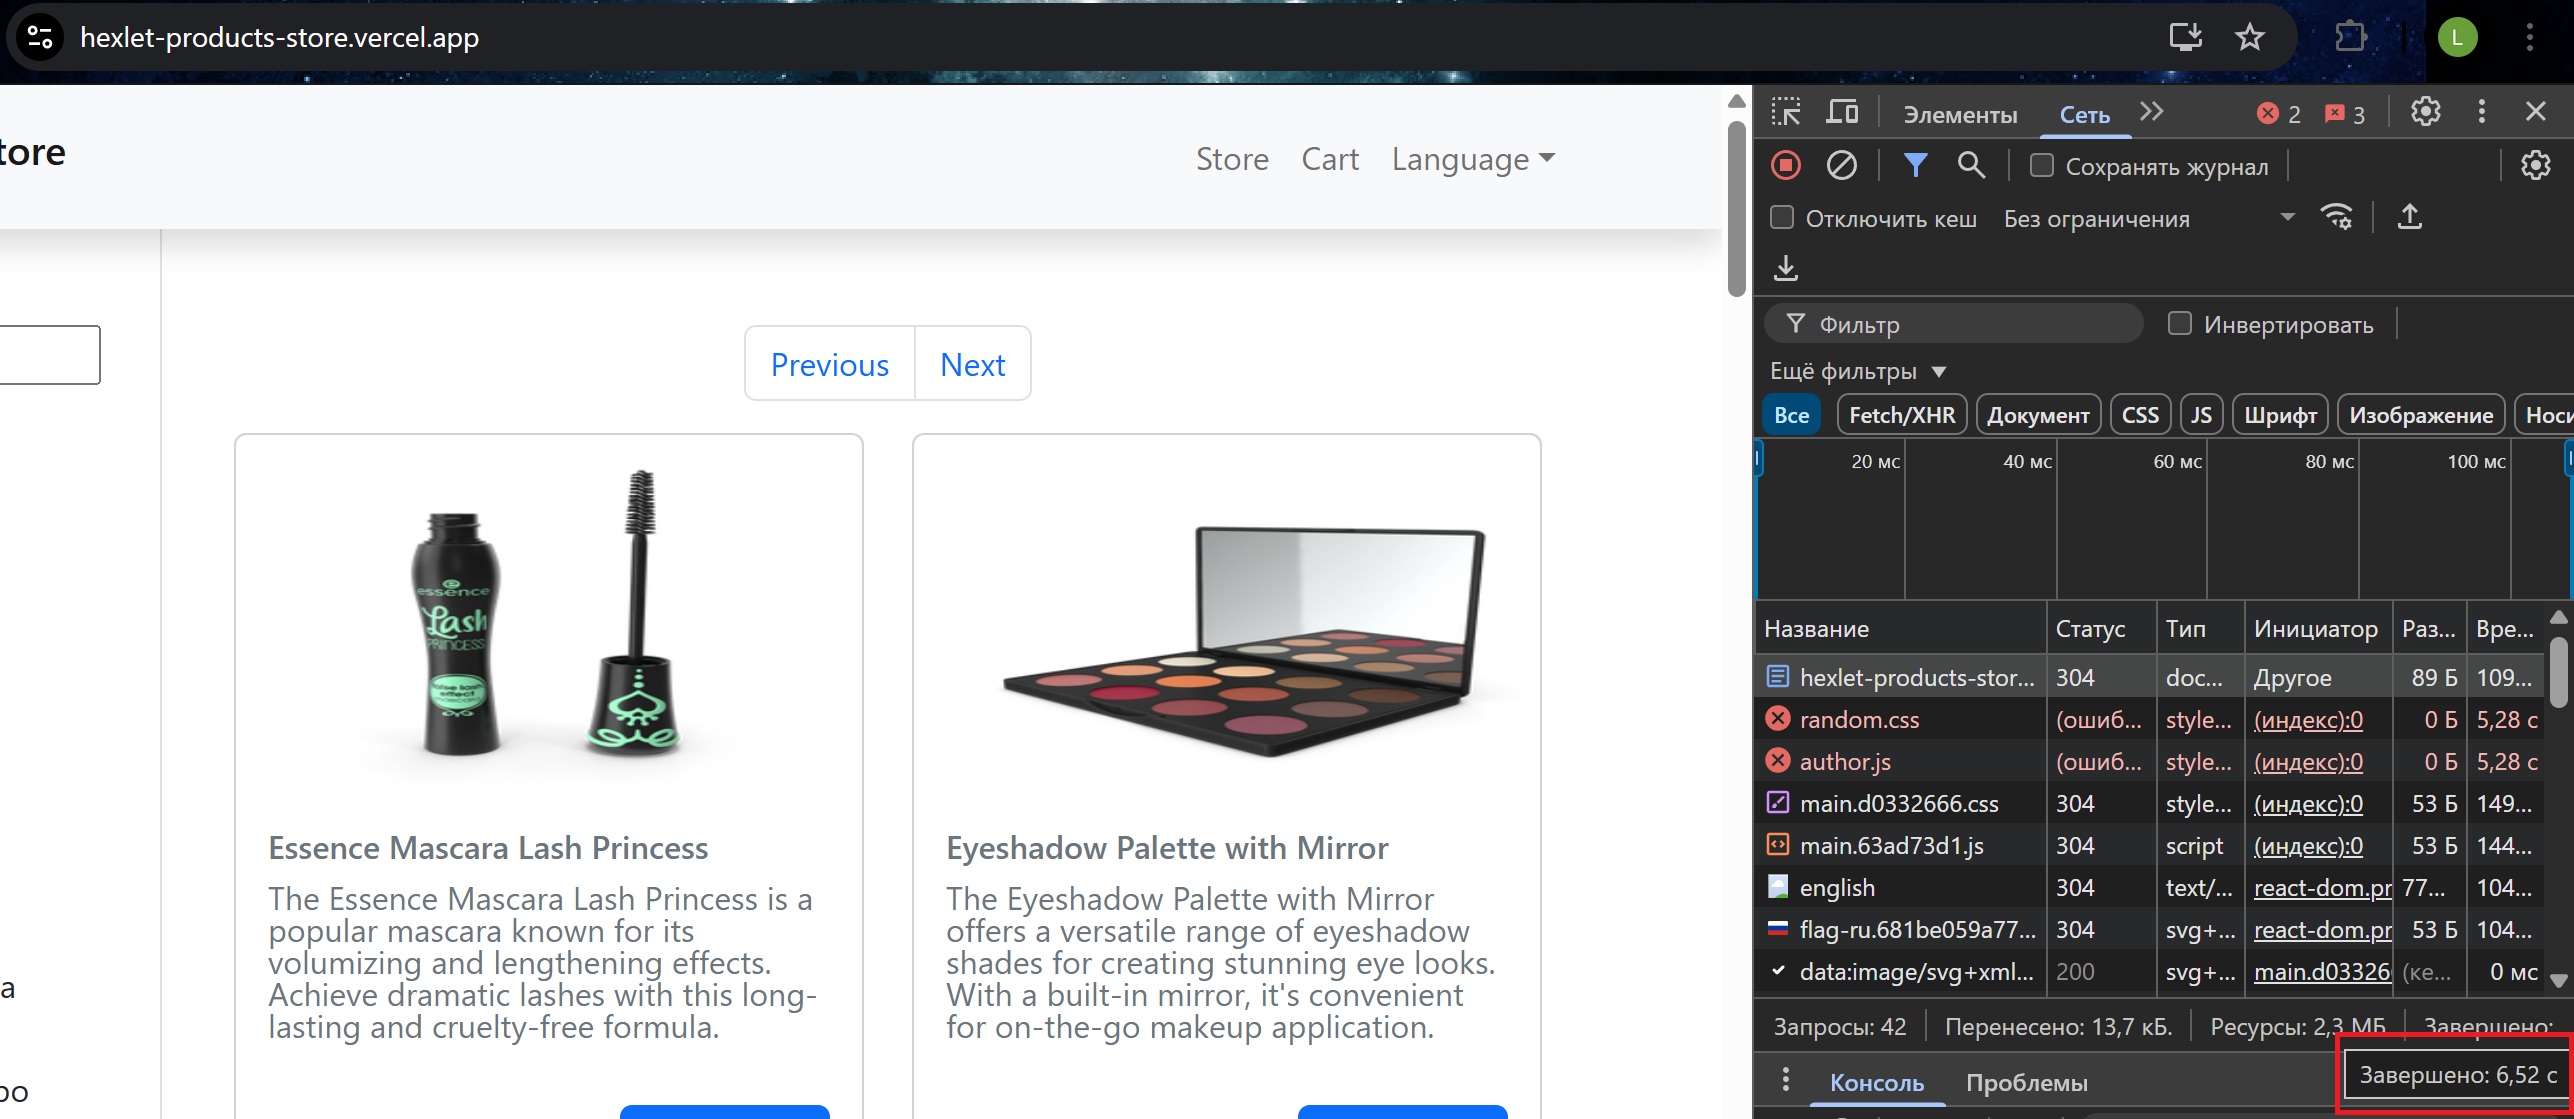 hexlet-products-store.vercel.app
L
tore
Store Cart Language
Previous Next
essence
Lash
PRINCESS
Essence Mascara Lash Princess
The Essence Mascara Lash Princess is a
popular mascara known for its
volumizing and lengthening effects.
Achieve dramatic lashes with this long-
lasting and cruelty-free formula.
Eyeshadow Palette with Mirror
The Eyeshadow Palette with Mirror
offers a versatile range of eyeshadow
shades for creating stunning eye looks.
With a built-in mirror, it's convenient
for on-the-go makeup application.
а
ро
Элементы Сеть 2 3
Сохранять журнал
Отключить кеш Без ограничения
Фильтр Инвертировать
Ещё фильтры
Все Fetch/XHR Документ CSS JS Шрифт Изображение Носи
20 мс 40 мс 60 мс 80 мс 100 мс
Название Статус Тип Инициатор Раз... Вре...
hexlet-products-stor... 304 doc... Другое 89 Б 109...
random.css (ошиб... style... (индекс):0 0 Б 5,28 с
author.js (ошиб... style... (индекс):0 0 Б 5,28 с
main.d0332666.css 304 style... (индекс):0 53 Б 149...
main.63ad73d1.js 304 script (индекс):0 53 Б 144...
english 304 text/... react-dom.pr 77... 104...
flag-ru.681be059a77... 304 svg+... react-dom.pr 53 Б 104...
data:image/svg+xml... 200 svg+... main.d03326 (ке... 0 мс
Запросы: 42 Перенесено: 13,7 кБ. Ресурсы: 2,3 МБ Завершено:
Консоль Проблемы Завершено: 6,52 с